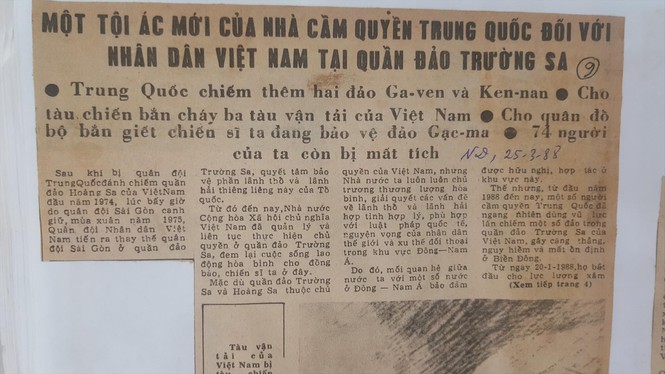 MỘT TỘI ÁC MỚI CỦA NHÀ CẦM QUYỀN TRUNG QUỐC ĐỐI VỚI
NHÂN DÂN VIỆT NAM TẠI QUẦN ĐẢO TRƯỜNG SA
● Trung Quốc chiếm thêm hai đảo Ga-ven và Ken-nan ● Cho
tàu chiến bắn cháy ba tàu vận tải của Việt Nam ● Cho quân đổ
bộ bắn giết chiến sĩ ta đang bảo vệ đảo Gạc-ma ● 74 người
của ta còn bị mất tích
NĐ, 25-3-88
Sau khi bị quân đội
TrungQuốcđánh chiếm quần
đảo Hoàng Sa của ViệtNam
đầu năm 1974, lúc bấy giờ
do quân đội Sài Gòn canh
giữ, mùa xuân năm 1975,
Quân đội Nhân dân Việt
Nam tiến ra thay thế quân
đội Sài Gòn ở quần đảo
Trường Sa, quyết tâm bảo
vệ phần lãnh thổ và lãnh
hải thiêng liêng này của Tổ
quốc.
Từ đó đến nay,Nhà nước
Cộng hòa Xã hội chủ nghĩa
Việt Nam đã quản lý và
liên tục thực hiện chủ
quyền ở quần đảo Trường
Sa, đem lại cuộc sống lao
động hòa bình cho đồng
bào, chiến sĩ ta ở đây.
Mặc dù quần đảo Trường
Sa và Hoàng Sa thuộc chủ
quyền của Việt Nam, nhưng
Nhà nước ta luôn luôn chủ
trương thương lượng hòa
bình, giải quyết các vấn đề
về lãnh thổ và lãnh hải
hợp tình hợp lý, phù hợp
với luật pháp quốc tế,
nguyện vọng của nhân dân
thế giới và xu thế đối thoại
trong khu vực Đông—Nam
Á.
Do đó, mối quan hệ giữa
nước ta với một số nước
ở Đông — Nam Á bảo đảm
được hữu nghị, hợp tác ở
khu vực này.
Thế nhưng, từ đầu năm
1988 đến nay, một số người
cầm quyền Trung Quốc đã
ngang nhiên dùng vũ lực
lấn chiếm một số đảo trong
quần đảo Trường Sa của
Việt Nam, gây căng thẳng,
nguy hiểm và mất ổn định
ở Biển Đông.
Từ ngày 20-1-1988,họ bắt
đầu cho lực lượng xâm
(Xem tiếp trang 4)
Tàu vận
tải của
Việt Nam bị
tàu chiến